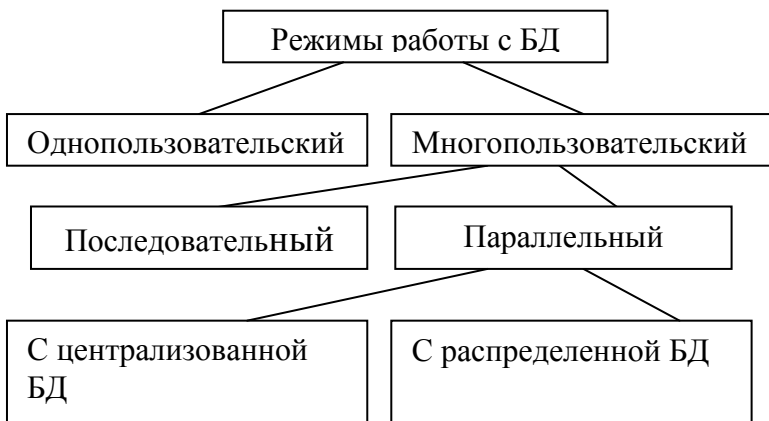 Режимы работы с БД
Однопользовательский
Многопользовательский
Последовательный
Параллельный
С централизованной
БД
С распределенной БД